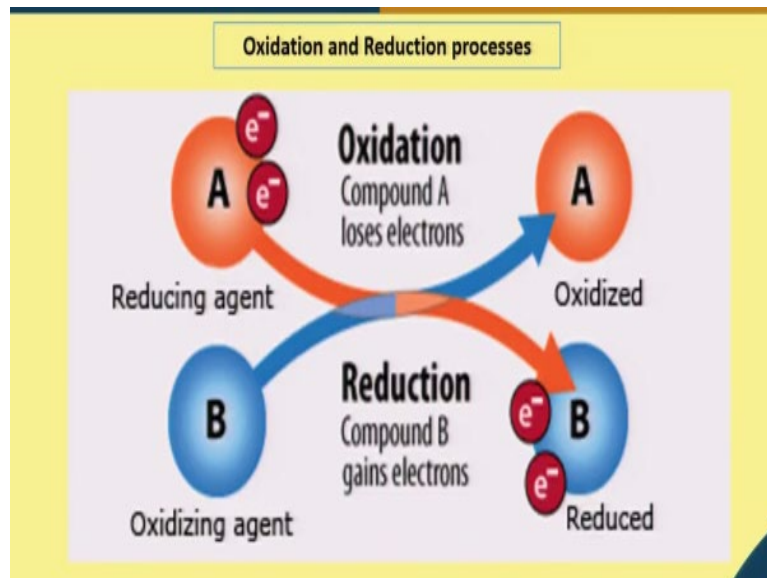 Oxidation and Reduction processes
e-
A
e-
Reducing agent
Oxidation
Compound A
loses electrons
A
Oxidized
B
Oxidizing agent
Reduction
Compound B
gains electrons
e-
B
e-
Reduced